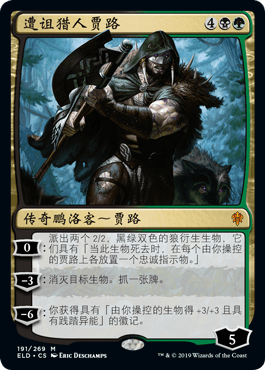 遭诅猎人贾路 4
传奇鹏洛客～贾路
0 : 派出两个2/2，黑绿双色的狼衍生生物，它
们具有「当此生物死去时，在每个由你操控
的贾路上各放置一个忠诚指示物。」
-3 : 消灭目标生物。抓一张牌。
-6 : 你获得具有「由你操控的生物得+3/+3且具
有践踏异能」的徽记。
5
191/269 M
ELD • CS ERIC DESCHAMPS
™ & © 2019 Wizards of the Coast